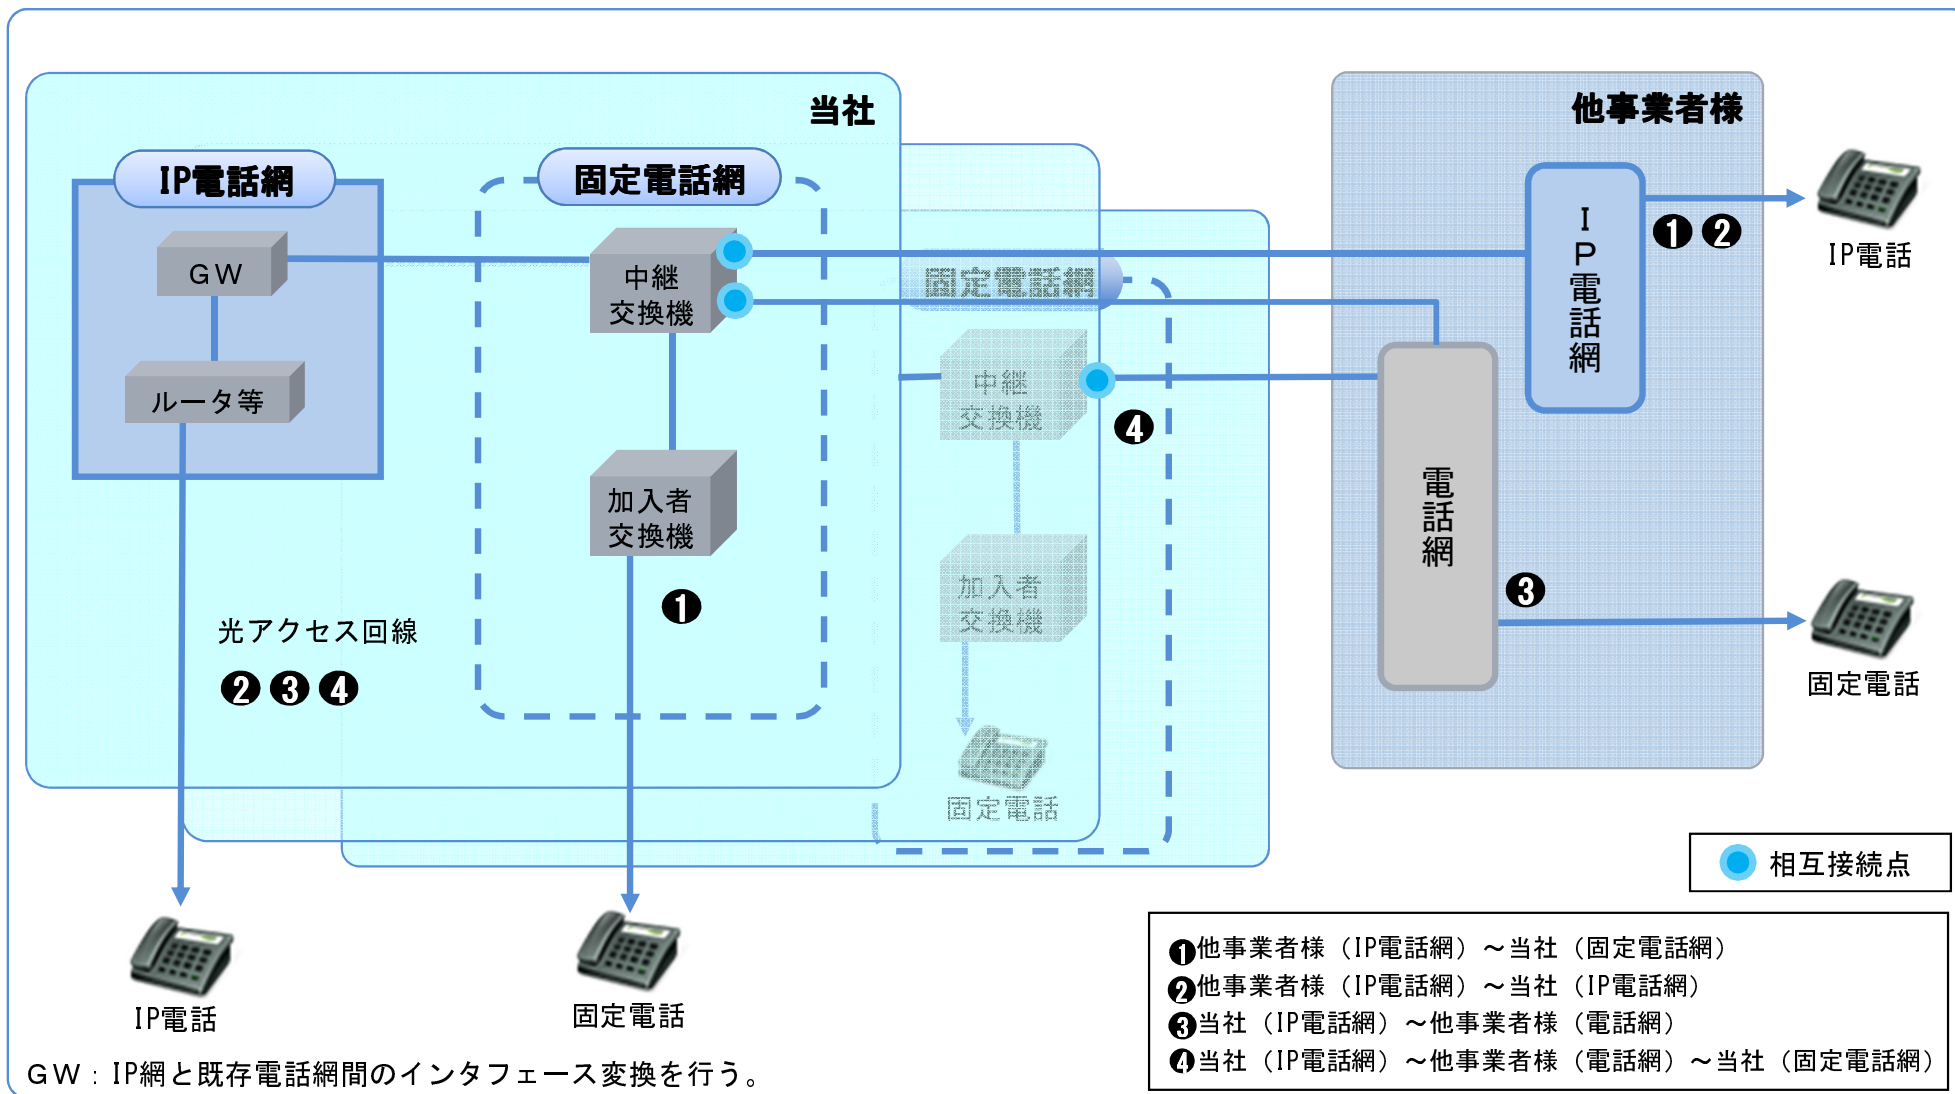 当社
他事業者様
IP電話網
固定電話網
GW
中継
交換機
ルータ等
加入者
交換機
❶
光アクセス回線
❷❸❹
固定電話網
中継
交換機
❹
加入者
交換機
固定電話
IP電話網
❶❷
IP電話
電話網
❸
固定電話
IP電話
固定電話
相互接続点
❶他事業者様（IP電話網）～当社（固定電話網）
❷他事業者様（IP電話網）～当社（IP電話網）
❸当社（IP電話網）～他事業者様（電話網）
❹当社（IP電話網）～他事業者様（電話網）～当社（固定電話網）
GW：IP網と既存電話網間のインタフェース変換を行う。